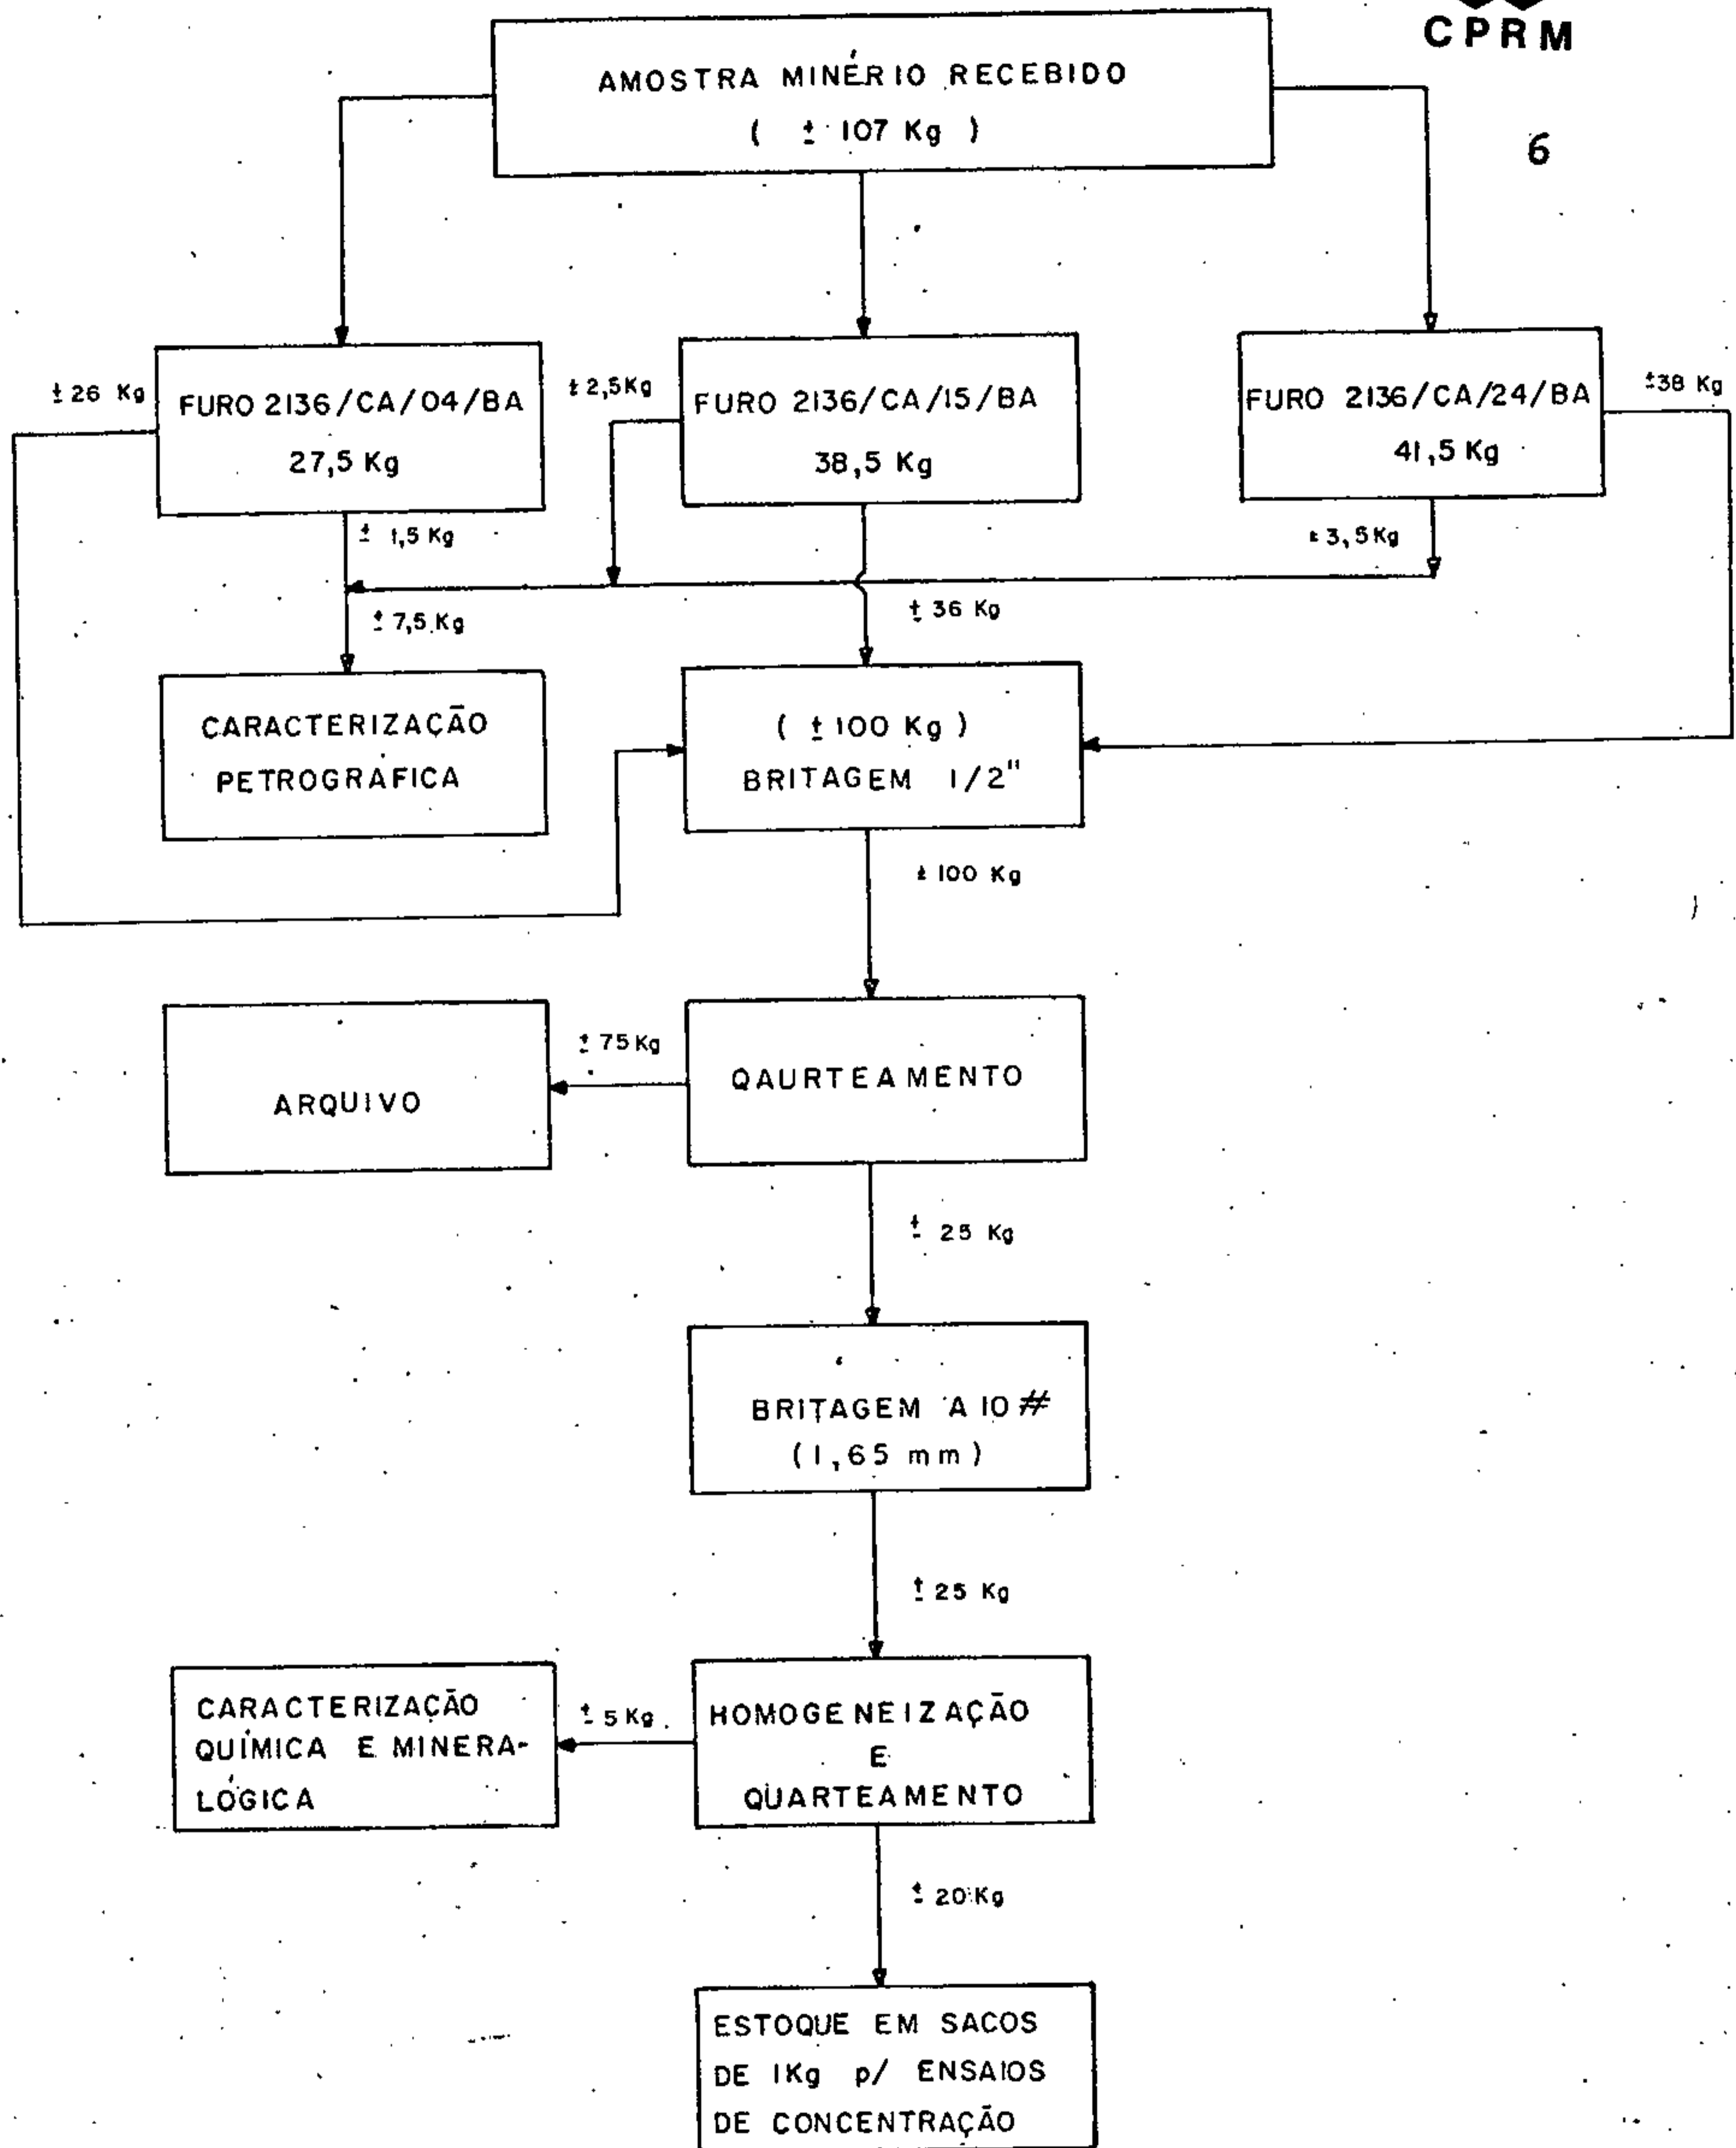 CPRM
6
AMOSTRA MINÉRIO RECEBIDO
( ± 107 Kg )
± 26 Kg
FURO 2136/CA/04/BA
27,5 Kg
± 2,5Kg
FURO 2136/CA/15/BA
38,5 Kg
FURO 2136/CA/24/BA
41,5 Kg
±38 Kg
± 1,5 Kg
± 3,5Kg
± 7,5 Kg
± 36 Kg
CARACTERIZAÇÃO
PETROGRÁFICA
( ± 100 Kg )
BRITAGEM 1/2"
± 100 Kg
ARQUIVO
± 75 Kg
QAURTEAMENTO
± 25 Kg
BRITAGEM A 10 #
(1,65 mm)
± 25 Kg
CARACTERIZAÇÃO
QUÍMICA E MINERA-
LÓGICA
± 5 Kg
HOMOGENEIZAÇÃO
E
QUARTEAMENTO
± 20 Kg
ESTOQUE EM SACOS
DE 1Kg p/ ENSAIOS
DE CONCENTRAÇÃO